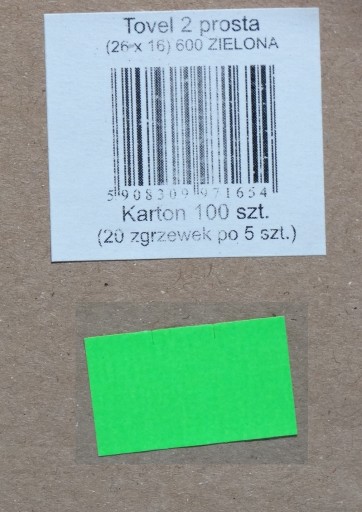 Tovel 2 prosta
(26 x 16) 600 ZIELONA
5 908309 971654
Karton 100 szt.
(20 zgrzewek po 5 szt.)